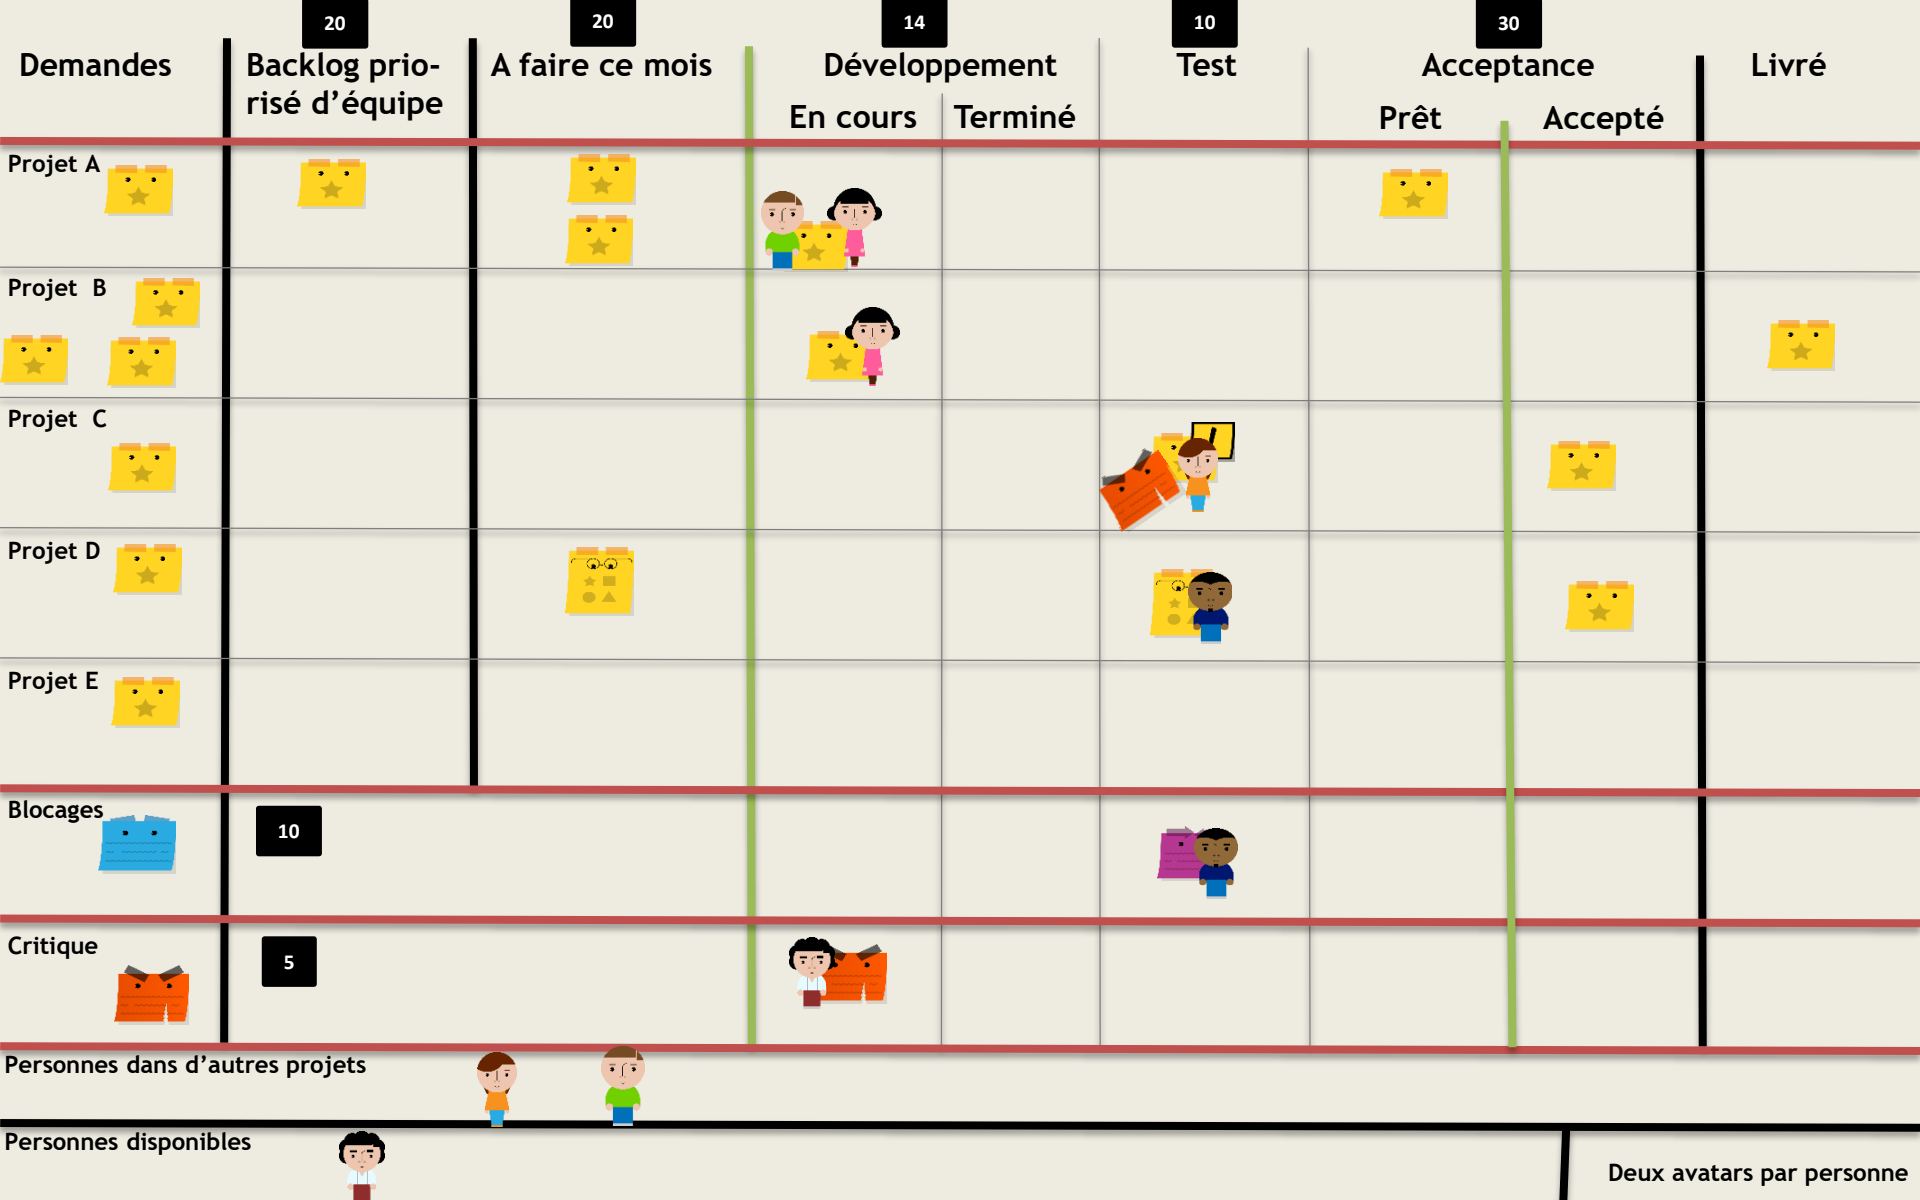 20
20
14
10
30
Demandes
Backlog prio-
risé d’équipe
A faire ce mois
Développement
Test
Acceptance
Livré
En cours
Terminé
Prêt
Accepté
Projet A
Projet B
Projet C
Projet D
Projet E
Blocages
10
Critique
5
Personnes dans d’autres projets
Personnes disponibles
Deux avatars par personne